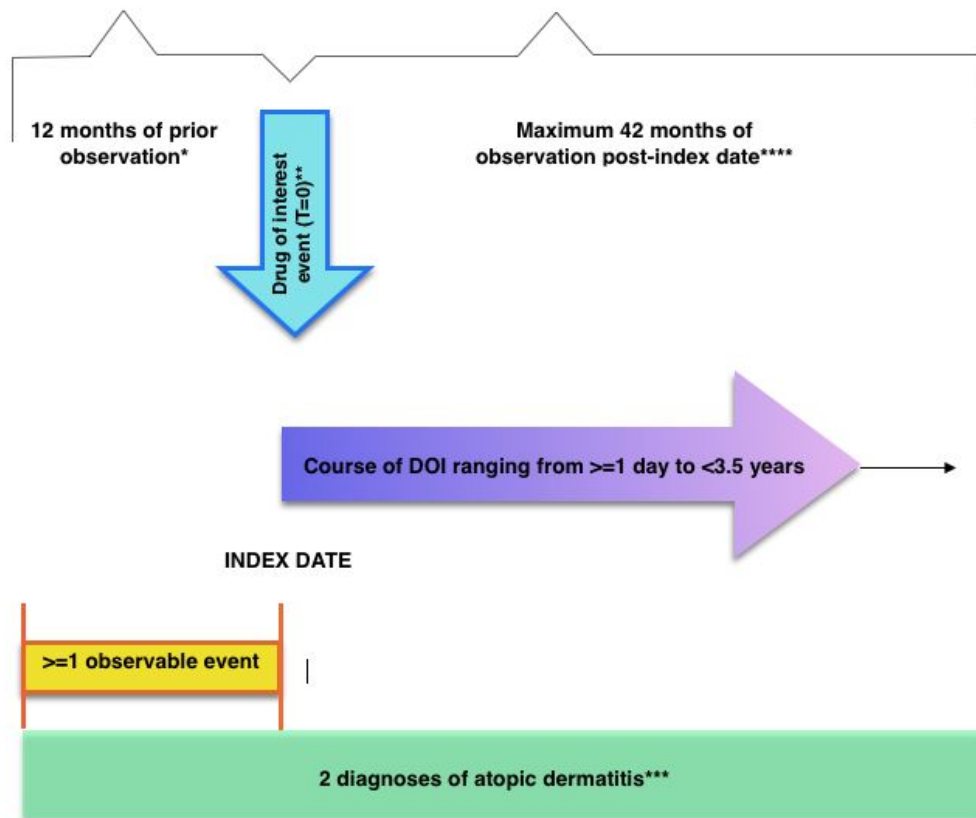 12 months of prior
observation*
Maximum 42 months of
observation post-index date****
Drug of interest
event (T=0)**
Course of DOI ranging from >=1 day to <3.5 years
INDEX DATE
>=1 observable event
2 diagnoses of atopic dermatitis***